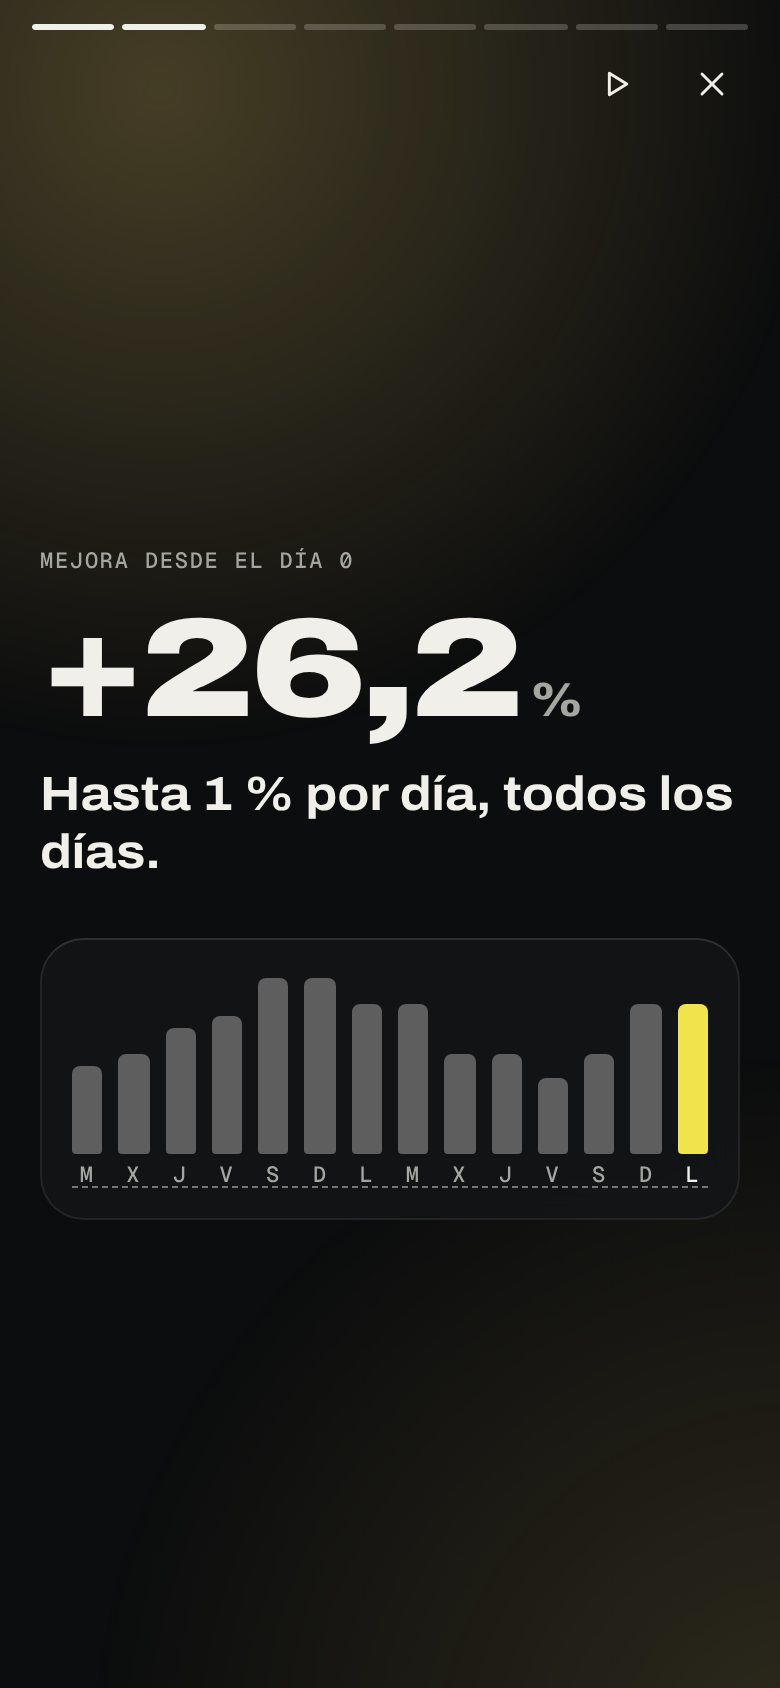 MEJORA DESDE EL DÍA 0
+26,2 %
Hasta 1 % por día, todos los
días.
M X J V S D L M X J V S D L